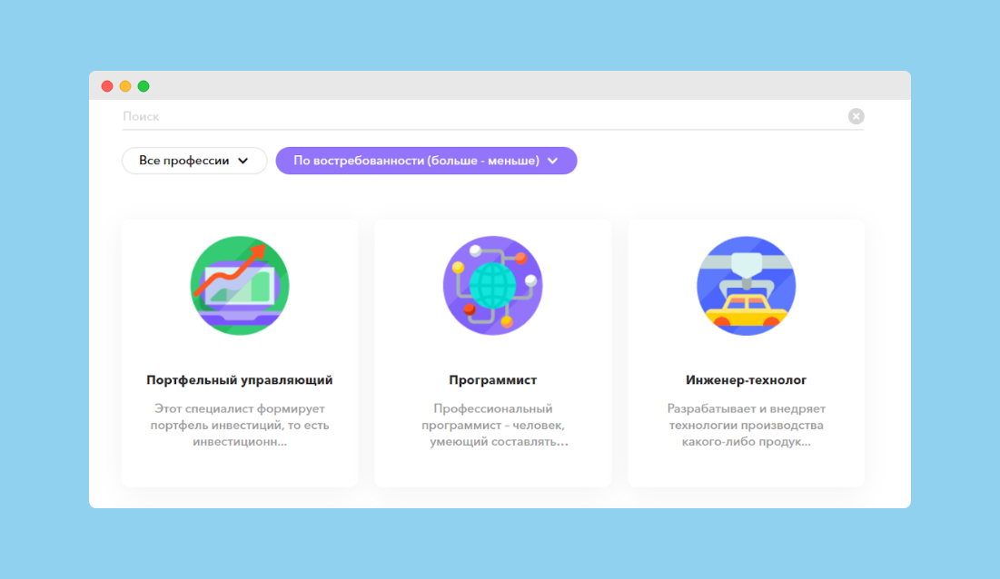 Поиск
Все профессии
По востребованности (больше - меньше)
Портфельный управляющий
Этот специалист формирует
портфель инвестиций, то есть
инвестиционн...
Программист
Профессиональный
программист – человек,
умеющий составлять...
Инженер-технолог
Разрабатывает и внедряет
технологии производства
какого-либо продук...